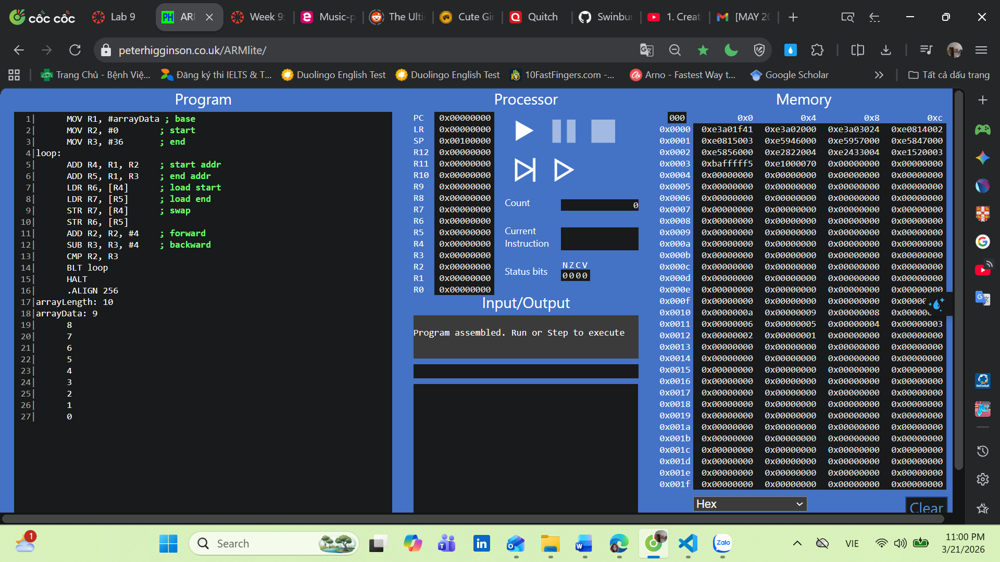 cốc cốc
Lab 9
AR
Week 9:
Music-p
The Ulti
Cute Gir
Quitch
Swinbur
1. Creat
[MAY 20
peterhigginson.co.uk/ARMlite/
Trang Chủ - Bệnh Việ...
Đăng ký thi IELTS & T...
Duolingo English Test
Duolingo English Test
10FastFingers.com -...
Arno - Fastest Way t...
Google Scholar
Tất cả dấu trang
Program
1| MOV R1, #arrayData ; base
2| MOV R2, #0 ; start
3| MOV R3, #36 ; end
4|loop:
5| ADD R4, R1, R2 ; start addr
6| ADD R5, R1, R3 ; end addr
7| LDR R6, [R4] ; load start
8| LDR R7, [R5] ; load end
9| STR R7, [R4] ; swap
10| STR R6, [R5]
11| ADD R2, R2, #4 ; forward
12| SUB R3, R3, #4 ; backward
13| CMP R2, R3
14| BLT loop
15| HALT
16| .ALIGN 256
17|arrayLength: 10
18|arrayData: 9
19| 8
20| 7
21| 6
22| 5
23| 4
24| 3
25| 2
26| 1
27| 0
Processor
PC 0x00000000
LR 0x00000000
SP 0x00100000
R12 0x00000000
R11 0x00000000
R10 0x00000000
R9 0x00000000
R8 0x00000000
R7 0x00000000
R6 0x00000000
R5 0x00000000
R4 0x00000000
R3 0x00000000
R2 0x00000000
R1 0x00000000
R0 0x00000000
Count 0
Current
Instruction
NZCV
Status bits 0000
Input/Output
Program assembled. Run or Step to execute
Memory
000 0x0 0x4 0x8 0xc
0x0000 0xe3a01f41 0xe3a02000 0xe3a03024 0xe0814002
0x0001 0xe0815003 0xe5946000 0xe5957000 0xe5847000
0x0002 0xe5856000 0xe2822004 0xe2433004 0xe1520003
0x0003 0xbafffff5 0xe1000070 0x00000000 0x00000000
0x0004 0x00000000 0x00000000 0x00000000 0x00000000
0x0005 0x00000000 0x00000000 0x00000000 0x00000000
0x0006 0x00000000 0x00000000 0x00000000 0x00000000
0x0007 0x00000000 0x00000000 0x00000000 0x00000000
0x0008 0x00000000 0x00000000 0x00000000 0x00000000
0x0009 0x00000000 0x00000000 0x00000000 0x00000000
0x000a 0x00000000 0x00000000 0x00000000 0x00000000
0x000b 0x00000000 0x00000000 0x00000000 0x00000000
0x000c 0x00000000 0x00000000 0x00000000 0x00000000
0x000d 0x00000000 0x00000000 0x00000000 0x00000000
0x000e 0x00000000 0x00000000 0x00000000 0x00000000
0x000f 0x00000000 0x00000000 0x00000000
0x0010 0x0000000a 0x00000009 0x00000008
0x0011 0x00000006 0x00000005 0x00000004 0x00000003
0x0012 0x00000002 0x00000001 0x00000000 0x00000000
0x0013 0x00000000 0x00000000 0x00000000 0x00000000
0x0014 0x00000000 0x00000000 0x00000000 0x00000000
0x0015 0x00000000 0x00000000 0x00000000 0x00000000
0x0016 0x00000000 0x00000000 0x00000000 0x00000000
0x0017 0x00000000 0x00000000 0x00000000 0x00000000
0x0018 0x00000000 0x00000000 0x00000000 0x00000000
0x0019 0x00000000 0x00000000 0x00000000 0x00000000
0x001a 0x00000000 0x00000000 0x00000000 0x00000000
0x001b 0x00000000 0x00000000 0x00000000 0x00000000
0x001c 0x00000000 0x00000000 0x00000000 0x00000000
0x001d 0x00000000 0x00000000 0x00000000 0x00000000
0x001e 0x00000000 0x00000000 0x00000000 0x00000000
0x001f 0x00000000 0x00000000 0x00000000 0x00000000
Hex
Clear
1
Search
Zalo
VIE
11:00 PM
3/21/2026